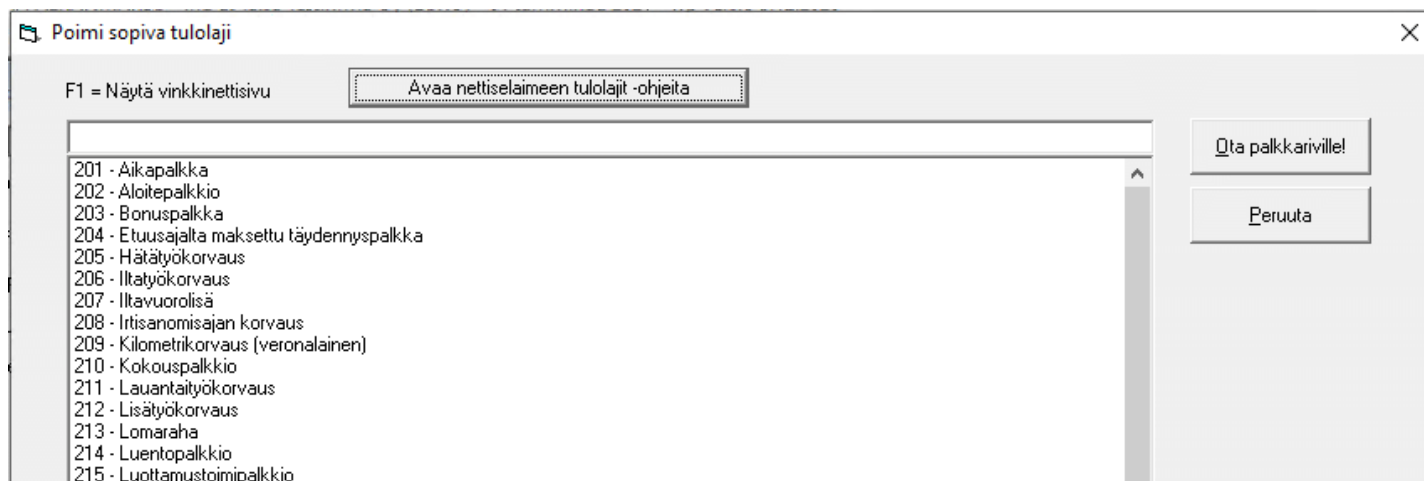 Poimi sopiva tulolaji
F1 = Näytä vinkkinettisivu
Avaa nettiselaimeen tulolajit -ohjeita
Ota palkkariville!
Peruuta
201 - Aikapalkka
202 - Aloitepalkkio
203 - Bonuspalkka
204 - Etuusajalta maksettu täydennyspalkka
205 - Hätätyökorvaus
206 - Iltatyökorvaus
207 - Iltavuorolisä
208 - Irtisanomisajan korvaus
209 - Kilometrikorvaus (veronalainen)
210 - Kokouspalkkio
211 - Lauantaityökorvaus
212 - Lisätyökorvaus
213 - Lomaraha
214 - Luentopalkkio
215 - Luottamustoimipalkkio